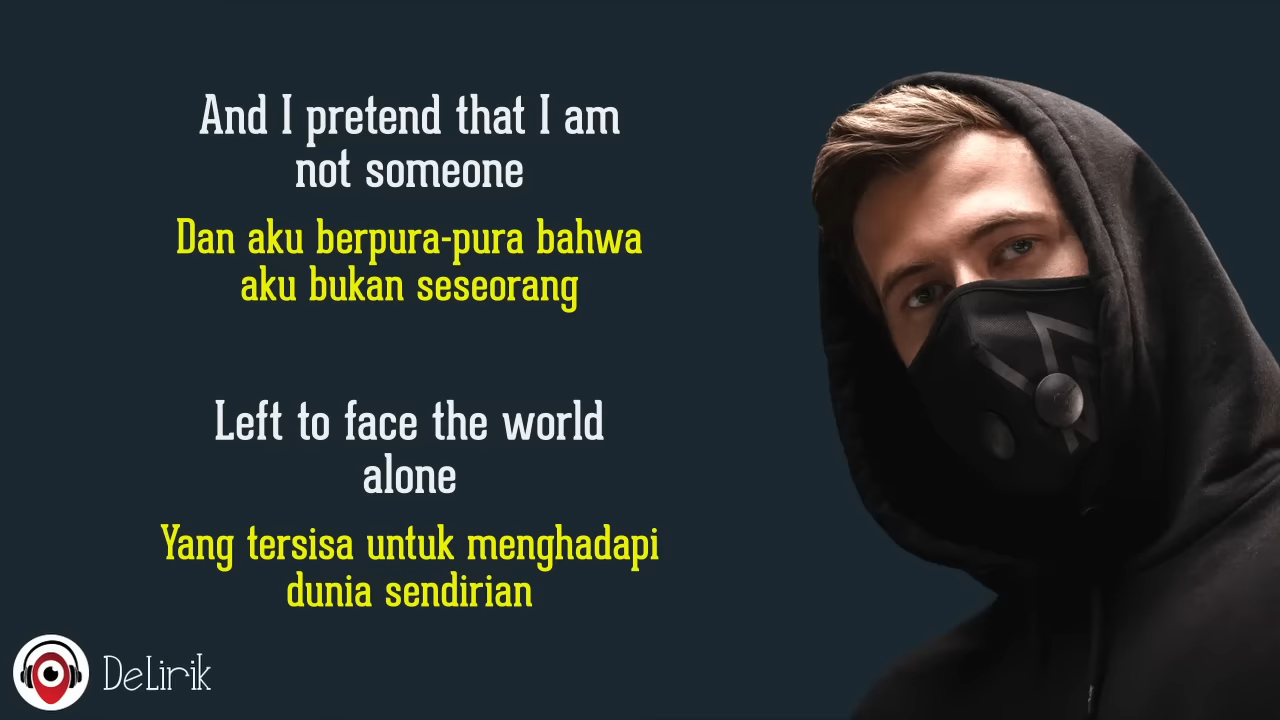 And I pretend that I am
not someone
Dan aku berpura-pura bahwa
aku bukan seseorang
Left to face the world
alone
Yang tersisa untuk menghadapi
dunia sendirian
DeLirik